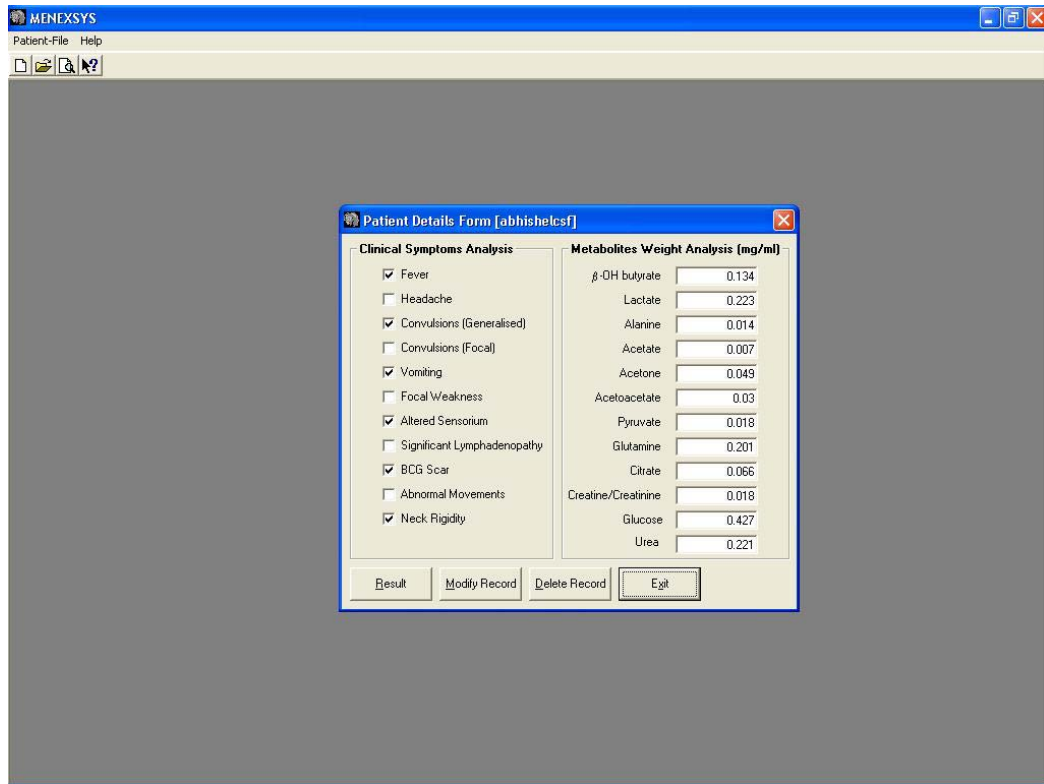 MENEXSYS
Patient-File Help
Patient Details Form [abhishelcsf]
Clinical Symptoms Analysis
Fever
Headache
Convulsions (Generalised)
Convulsions (Focal)
Vomiting
Focal Weakness
Altered Sensorium
Significant Lymphadenopathy
BCG Scar
Abnormal Movements
Neck Rigidity
Metabolites Weight Analysis (mg/ml)
β-OH butyrate 0.134
Lactate 0.223
Alanine 0.014
Acetate 0.007
Acetone 0.049
Acetoacetate 0.03
Pyruvate 0.018
Glutamine 0.201
Citrate 0.066
Creatine/Creatinine 0.018
Glucose 0.427
Urea 0.221
Result Modify Record Delete Record Exit